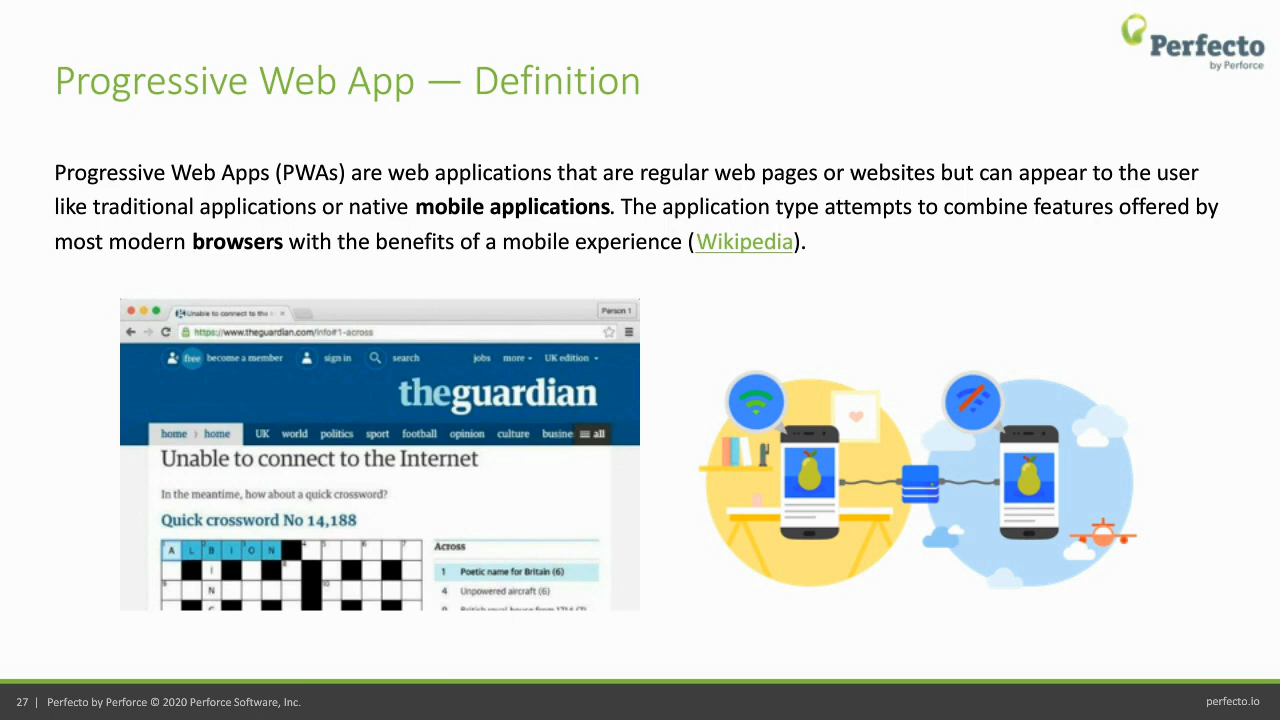 Perfecto
by Perforce
Progressive Web App — Definition
Progressive Web Apps (PWAs) are web applications that are regular web pages or websites but can appear to the user
like traditional applications or native mobile applications. The application type attempts to combine features offered by
most modern browsers with the benefits of a mobile experience (Wikipedia).
Unable to connect to the
Person 1
https://www.theguardian.com/info#1-across
free become a member sign in search jobs more UK edition
theguardian
home home UK world politics sport football opinion culture busine all
Unable to connect to the Internet
In the meantime, how about a quick crossword?
Quick crossword No 14,188
A L B I O N
I
N
Across
1 Poetic name for Britain (6)
4 Unpowered aircraft (6)
27 | Perfecto by Perforce © 2020 Perforce Software, Inc.
perfecto.io